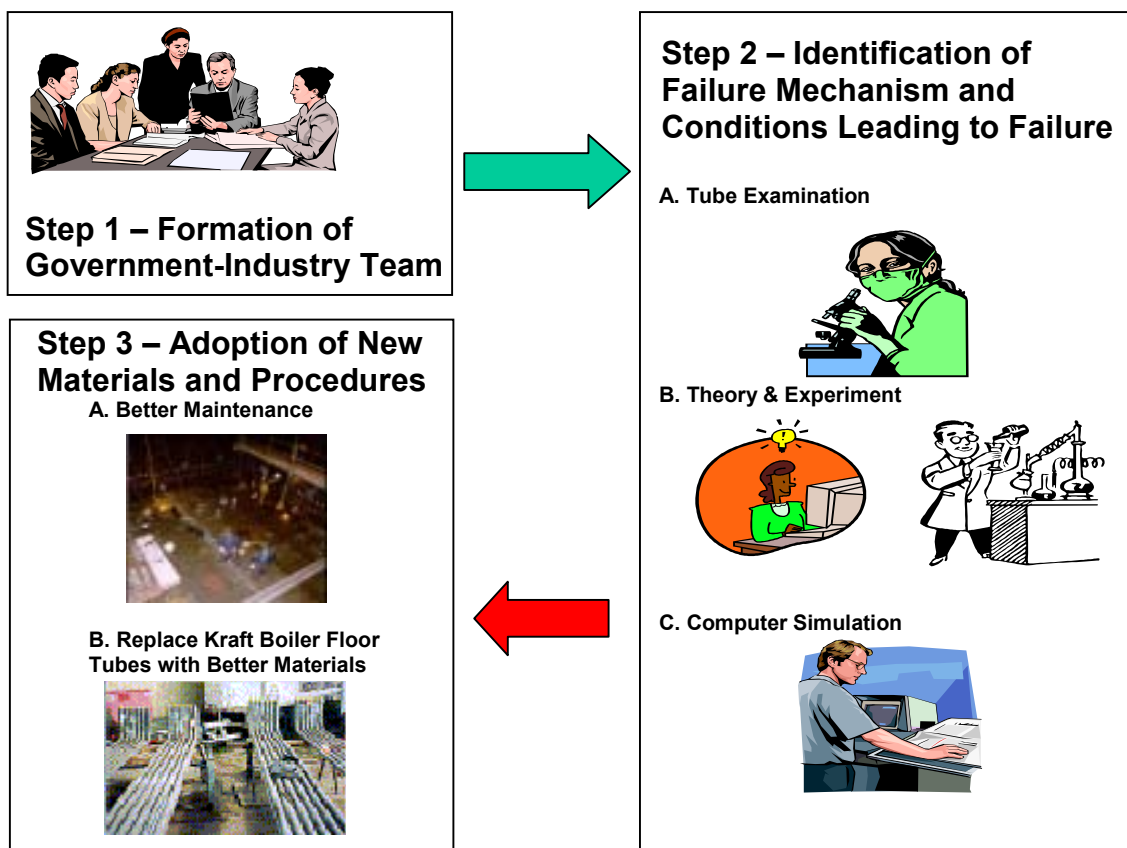 Step 1 – Formation of
Government-Industry Team
Step 2 – Identification of
Failure Mechanism and
Conditions Leading to Failure
A. Tube Examination
B. Theory & Experiment
C. Computer Simulation
Step 3 – Adoption of New
Materials and Procedures
A. Better Maintenance
B. Replace Kraft Boiler Floor
Tubes with Better Materials